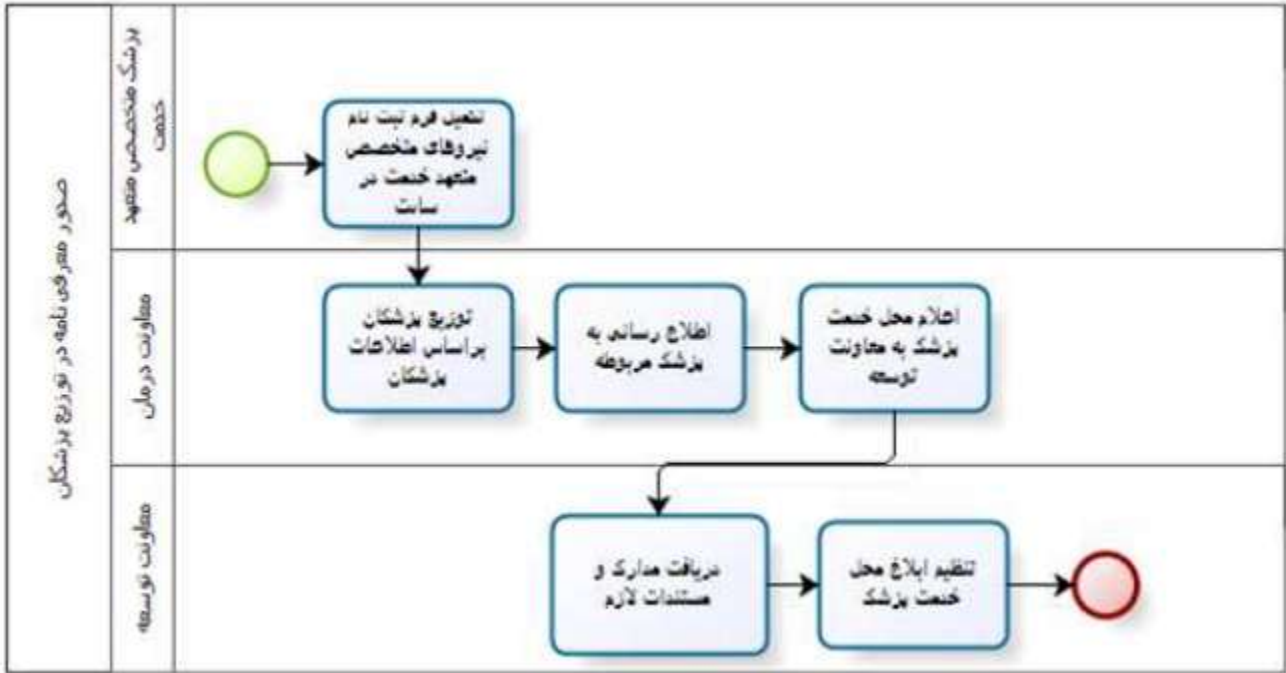 صدور معرفی نامه در توزیع پزشکان
پزشک متخصص متعهد
خدمت
تکمیل فرم ثبت نام
نیروهای متخصص
متعهد خدمت در
سایت
معاونت درمان
توزیع پزشکان
براساس اطلاعات
پزشکان
اطلاع رسانی به
پزشک مربوطه
اعلام محل خدمت
پزشک به معاونت
توسعه
معاونت توسعه
دریافت مدارک و
مستندات لازم
تنظیم ابلاغ محل
خدمت پزشک